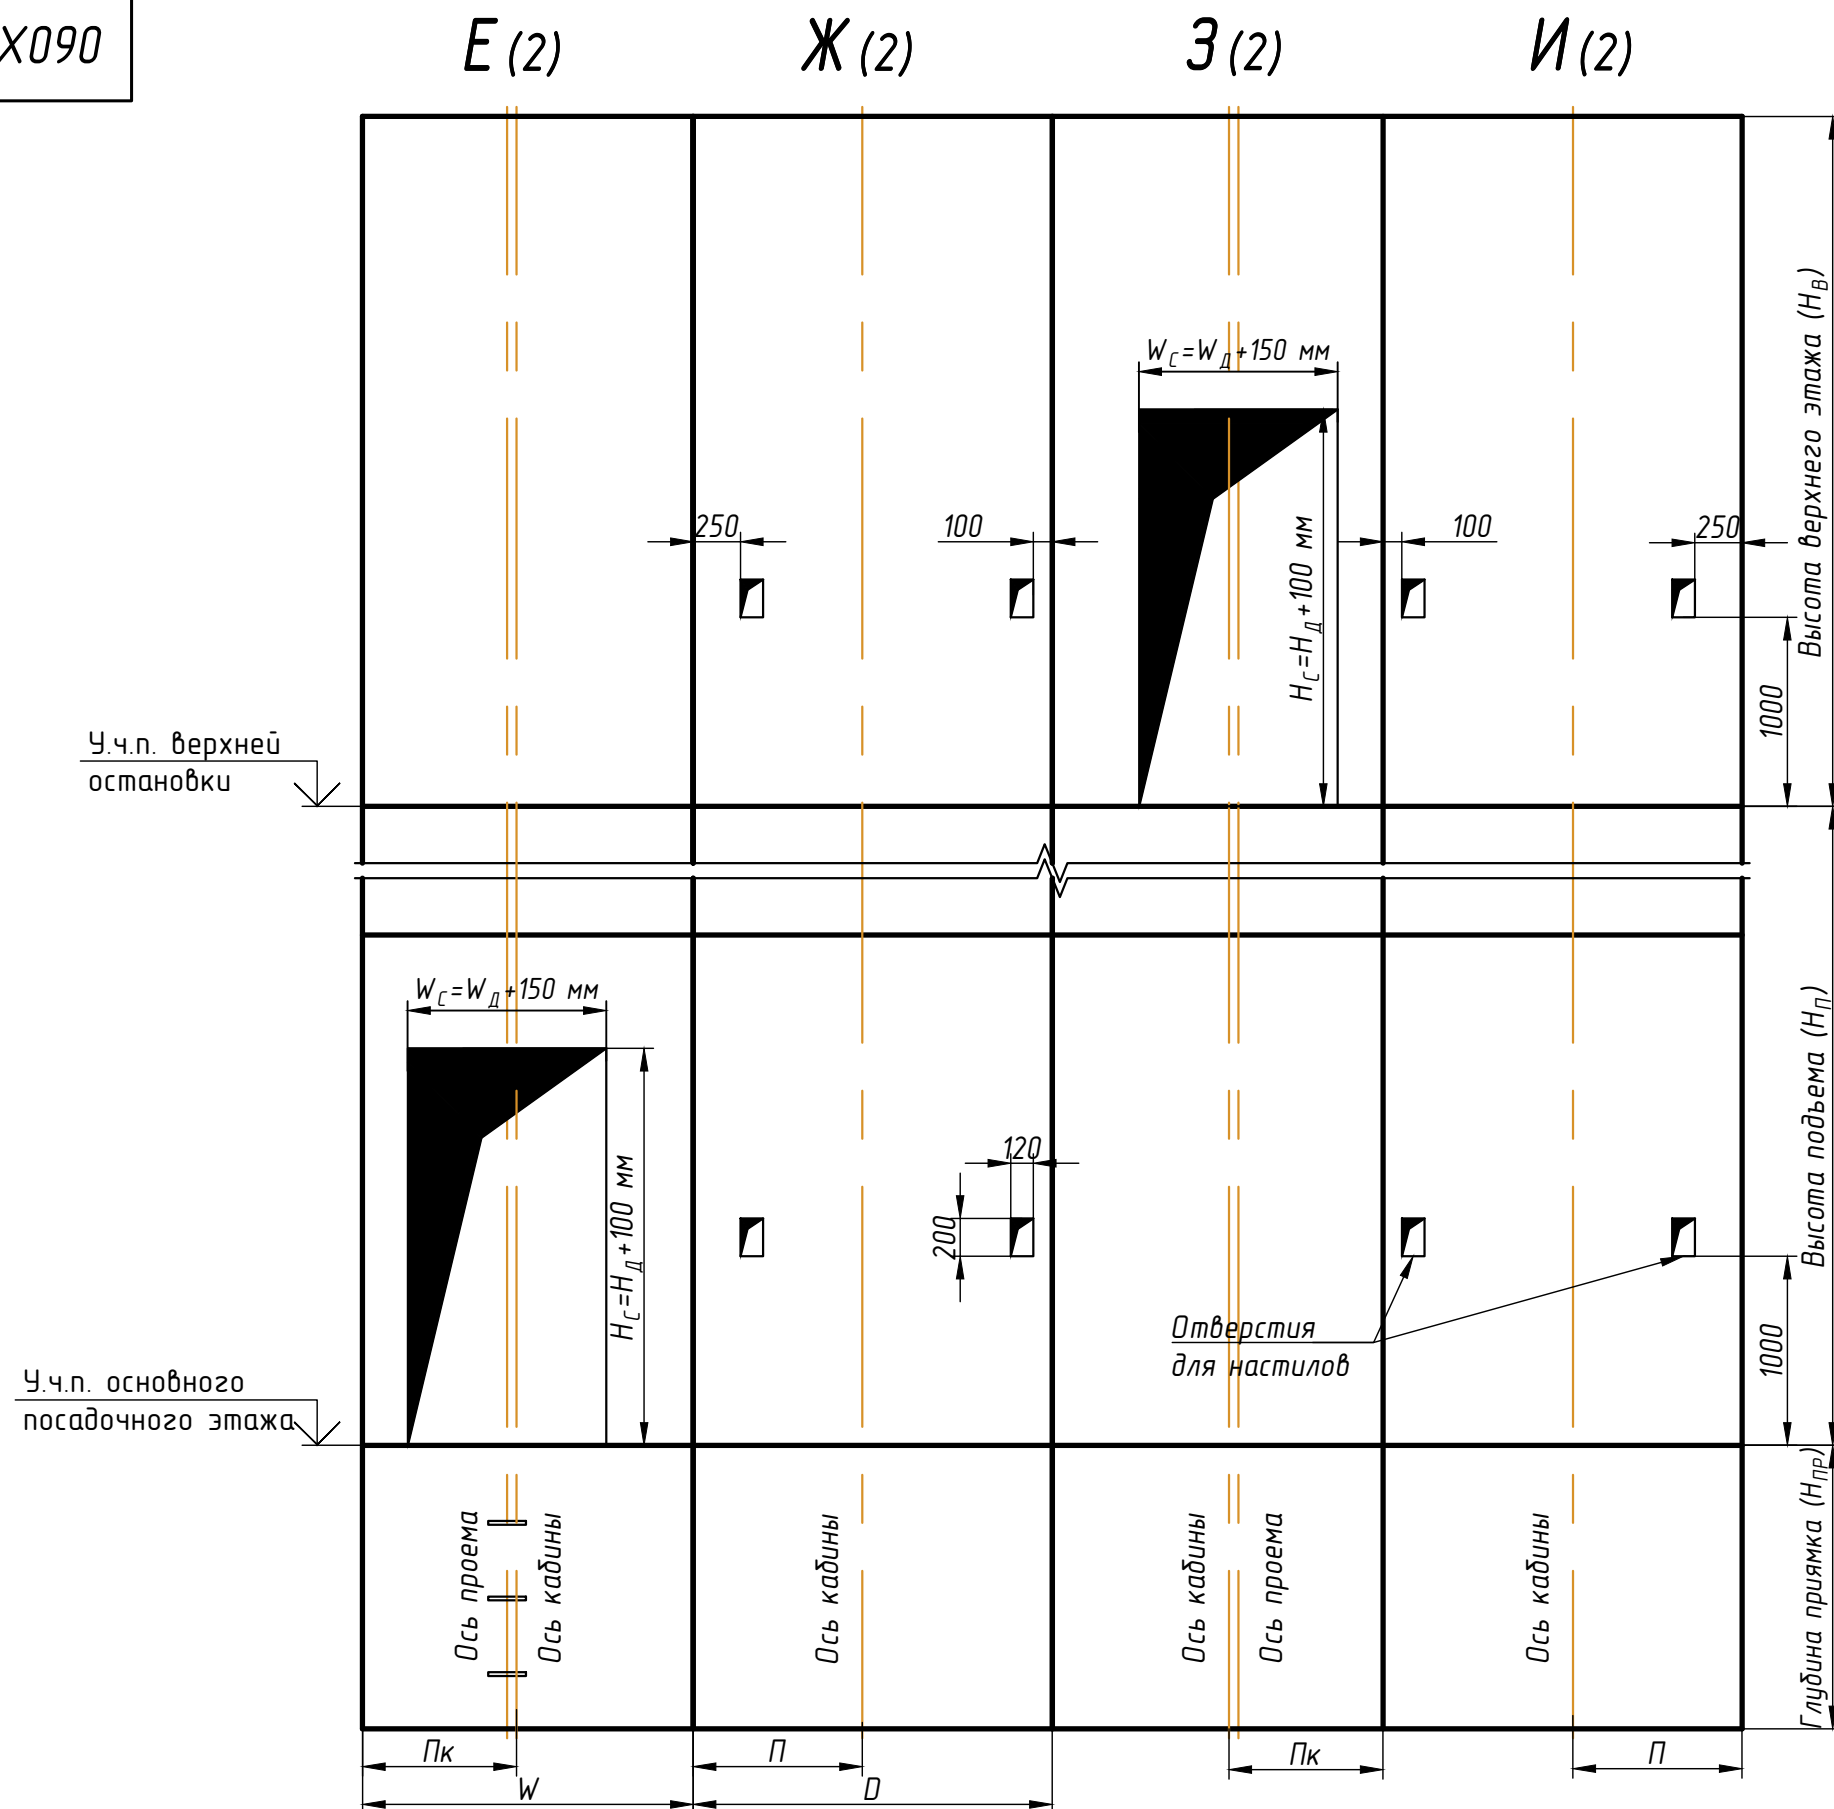 Х090
Е (2)
Ж (2)
З (2)
И (2)
W_С=W_Д+150 мм
250
100
100
250
H_С=H_Д+100 мм
Высота верхнего этажа (H_В)
1000
У.ч.п. верхней
остановки
W_С=W_Д+150 мм
H_С=H_Д+100 мм
120
200
Высота подъема (H_П)
Отверстия
для настилов
1000
У.ч.п. основного
посадочного этажа
Ось проема
Ось кабины
Ось кабины
Ось кабины
Ось проема
Ось кабины
Глубина приямка (H_ПР)
Пк
П
Пк
П
W
D